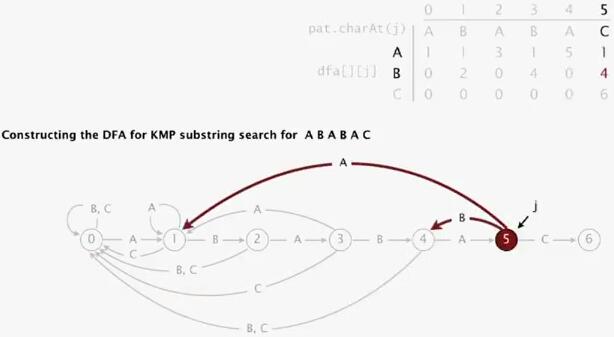 0 1 2 3 4 5
pat.charAt(j) A B A B A C
A 1 1 3 1 5 1
dfa[][j] B 0 2 0 4 0 4
C 0 0 0 0 0 6
Constructing the DFA for KMP substring search for A B A B A C
A
j
B, C A A B
0 A 1 B 2 A 3 B 4 A 5 C 6
C
B, C
C
B, C